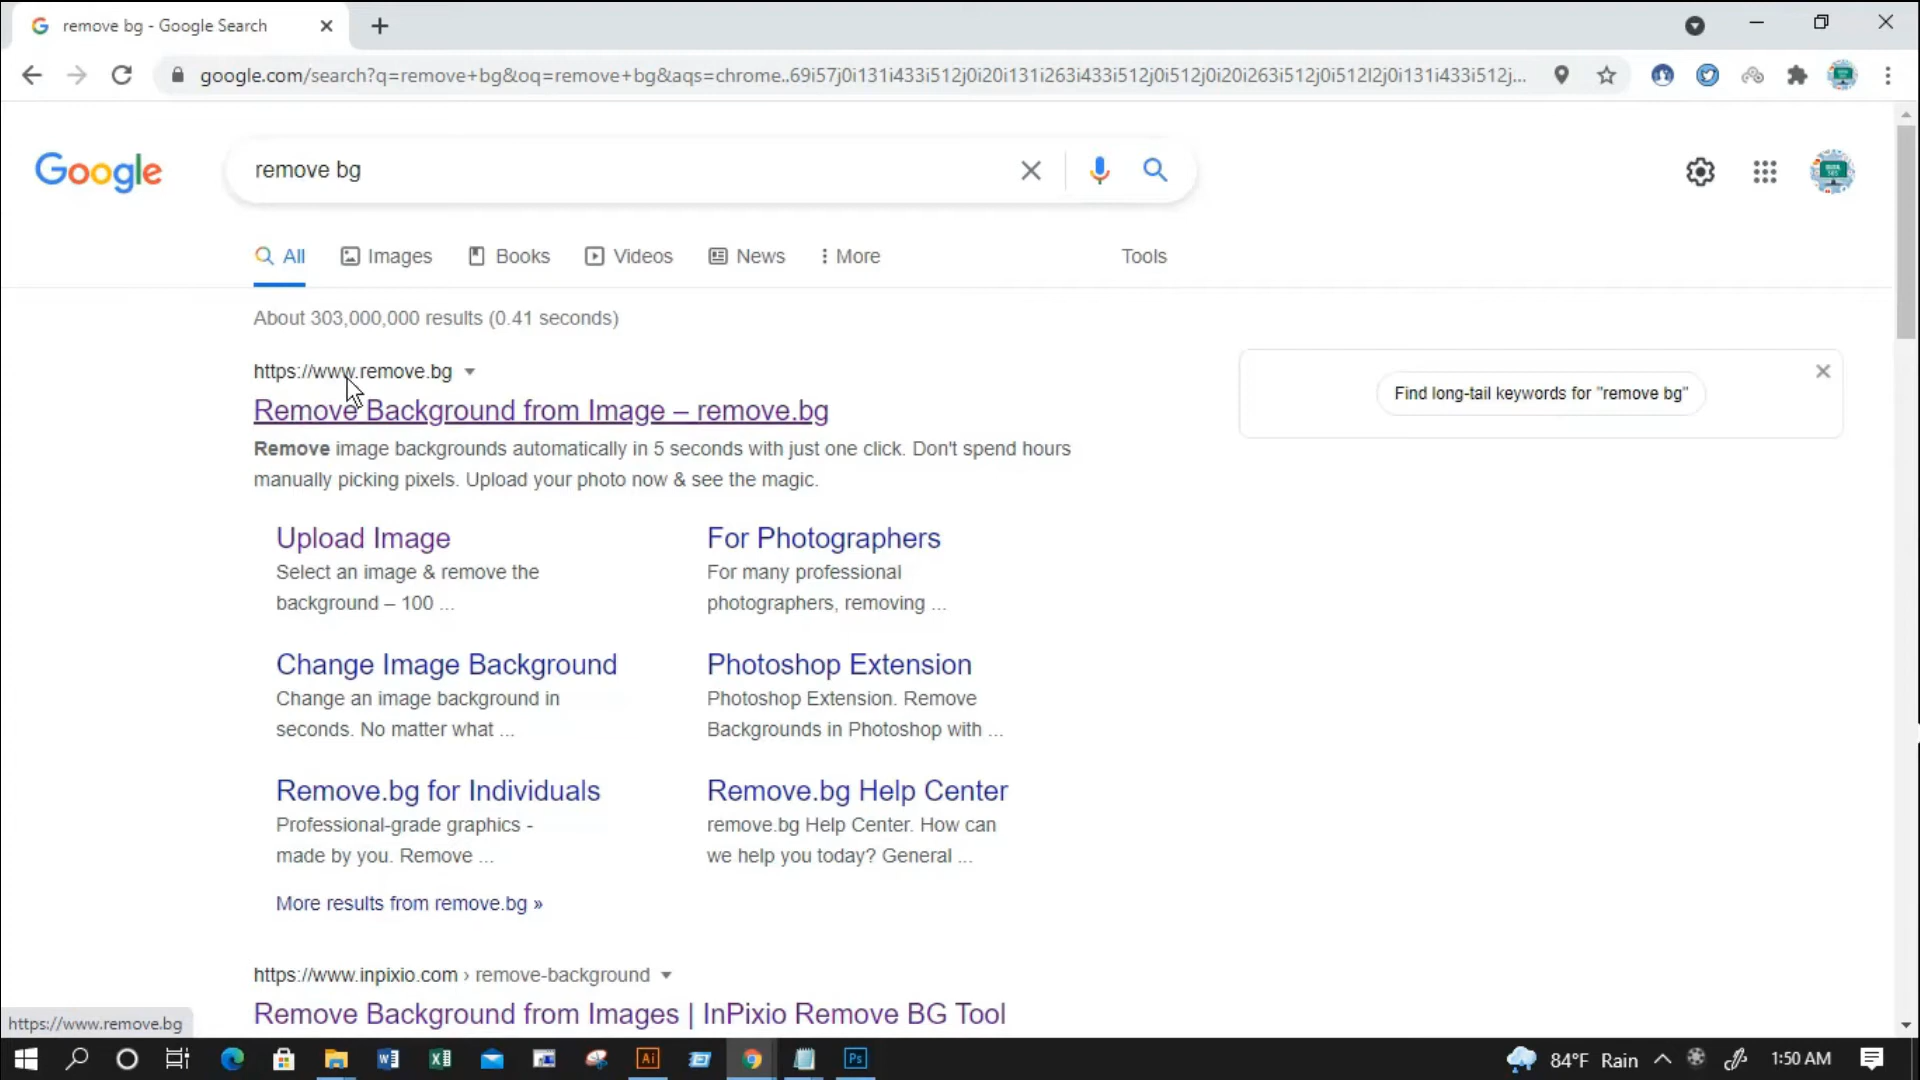 remove bg - Google Search
google.com/search?q=remove+bg&oq=remove+bg&aqs=chrome..69i57j0i131i433i512j0i20i131i263i433i512j0i512j0i20i263i512j0i512l2j0i131i433i512j...
Google
remove bg
All
Images
Books
Videos
News
More
Tools
About 303,000,000 results (0.41 seconds)
https://www.remove.bg
Remove Background from Image – remove.bg
Find long-tail keywords for "remove bg"
Remove image backgrounds automatically in 5 seconds with just one click. Don't spend hours
manually picking pixels. Upload your photo now & see the magic.
Upload Image
Select an image & remove the
background – 100 ...
For Photographers
For many professional
photographers, removing ...
Change Image Background
Change an image background in
seconds. No matter what ...
Photoshop Extension
Photoshop Extension. Remove
Backgrounds in Photoshop with ...
Remove.bg for Individuals
Professional-grade graphics -
made by you. Remove ...
Remove.bg Help Center
remove.bg Help Center. How can
we help you today? General ...
More results from remove.bg »
https://www.inpixio.com › remove-background
Remove Background from Images | InPixio Remove BG Tool
https://www.remove.bg
Ai
Ps
84°F Rain
1:50 AM